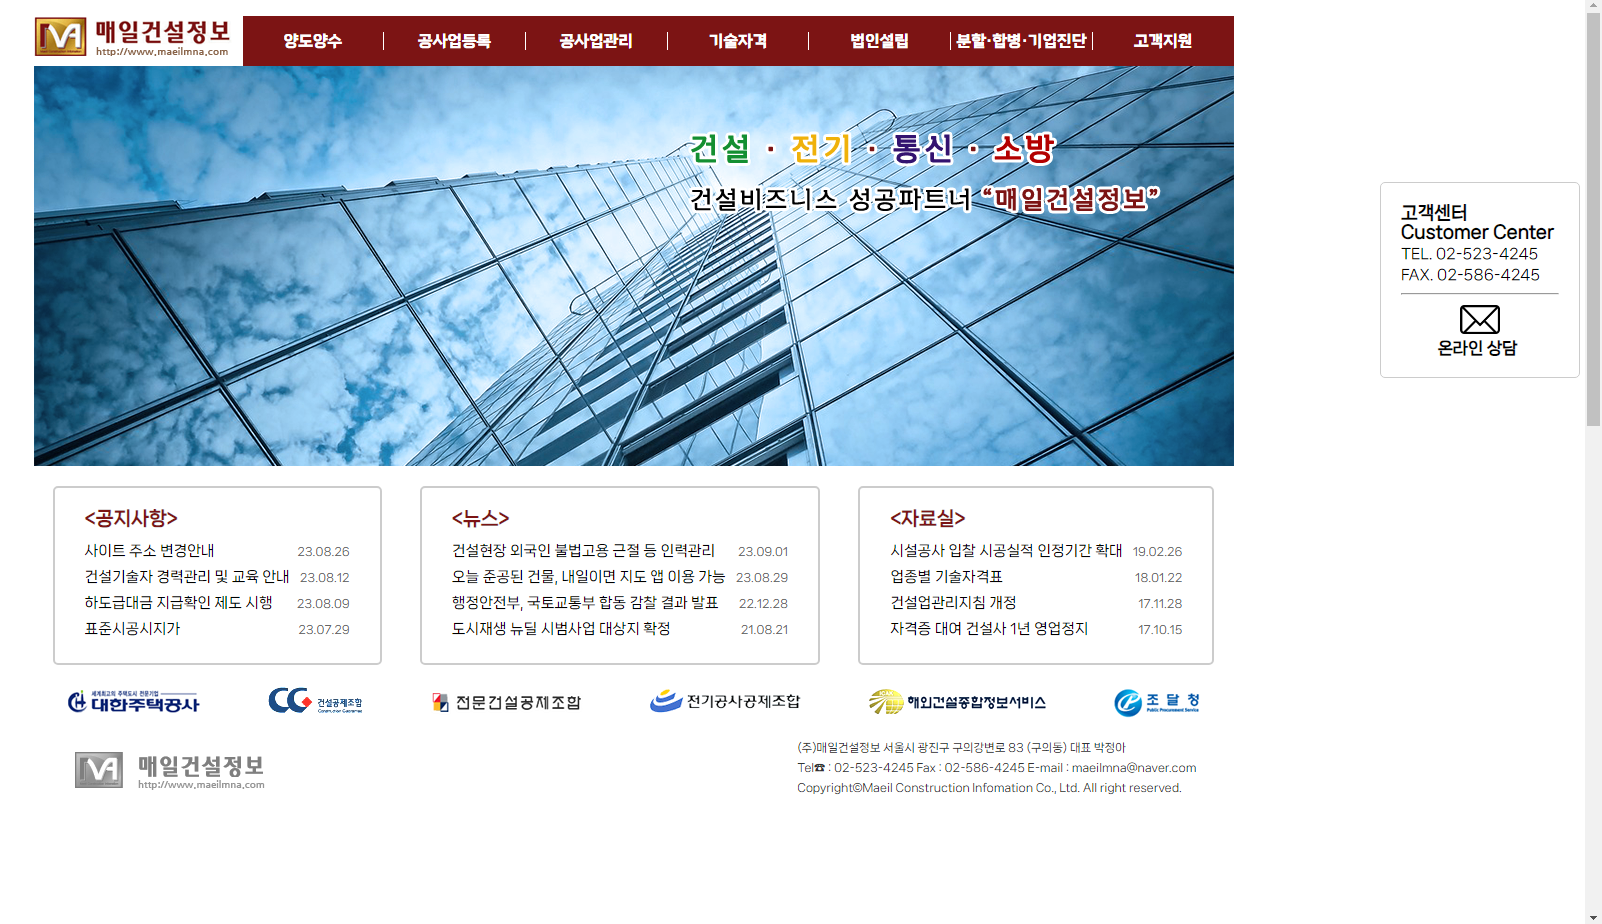 매일건설정보
http://www.maeilmna.com
양도양수
공사업등록
공사업관리
기술자격
법인설립
분할·합병·기업진단
고객지원
건설 · 전기 · 통신 · 소방
건설비즈니스 성공파트너 “매일건설정보”
고객센터
Customer Center
TEL. 02-523-4245
FAX. 02-586-4245
온라인 상담
<공지사항>
사이트 주소 변경안내 23.08.26
건설기술자 경력관리 및 교육 안내 23.08.12
하도급대금 지급확인 제도 시행 23.08.09
표준시공시지가 23.07.29
<뉴스>
건설현장 외국인 불법고용 근절 등 인력관리 23.09.01
오늘 준공된 건물, 내일이면 지도 앱 이용 가능 23.08.29
행정안전부, 국토교통부 합동 감찰 결과 발표 22.12.28
도시재생 뉴딜 시범사업 대상지 확정 21.08.21
<자료실>
시설공사 입찰 시공실적 인정기간 확대 19.02.26
업종별 기술자격표 18.01.22
건설업관리지침 개정 17.11.28
자격증 대여 건설사 1년 영업정지 17.10.15
세계최고의 주택도시 전문기업
대한주택공사
건설공제조합
Construction Guarantee
전문건설공제조합
전기공사공제조합
해외건설종합정보서비스
조달청
Public Procurement Service
매일건설정보
http://www.maeilmna.com
(주)매일건설정보 서울시 광진구 구의강변로 83 (구의동) 대표 박정아
Tel☎ : 02-523-4245 Fax : 02-586-4245 E-mail : maeilmna@naver.com
Copyright©Maeil Construction Infomation Co., Ltd. All right reserved.